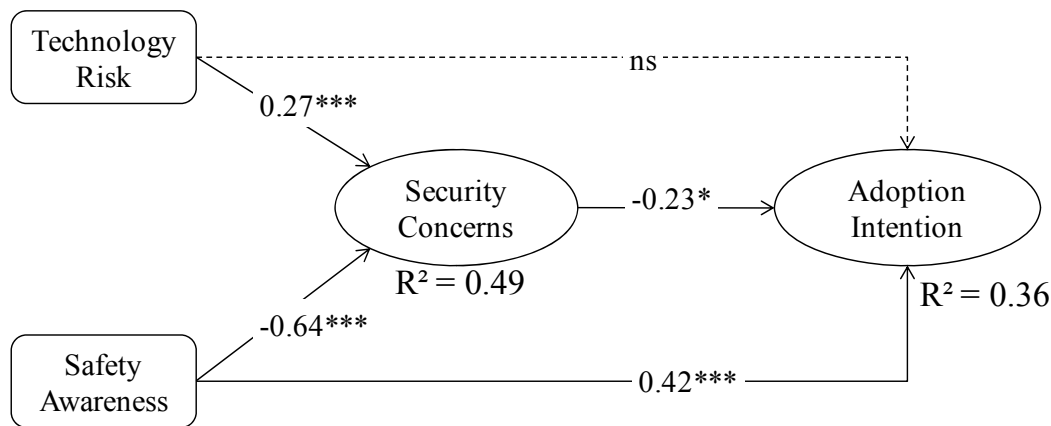 Technology
Risk
ns
0.27***
Security
Concerns
-0.23*
Adoption
Intention
R² = 0.49
R² = 0.36
-0.64***
Safety
Awareness
0.42***